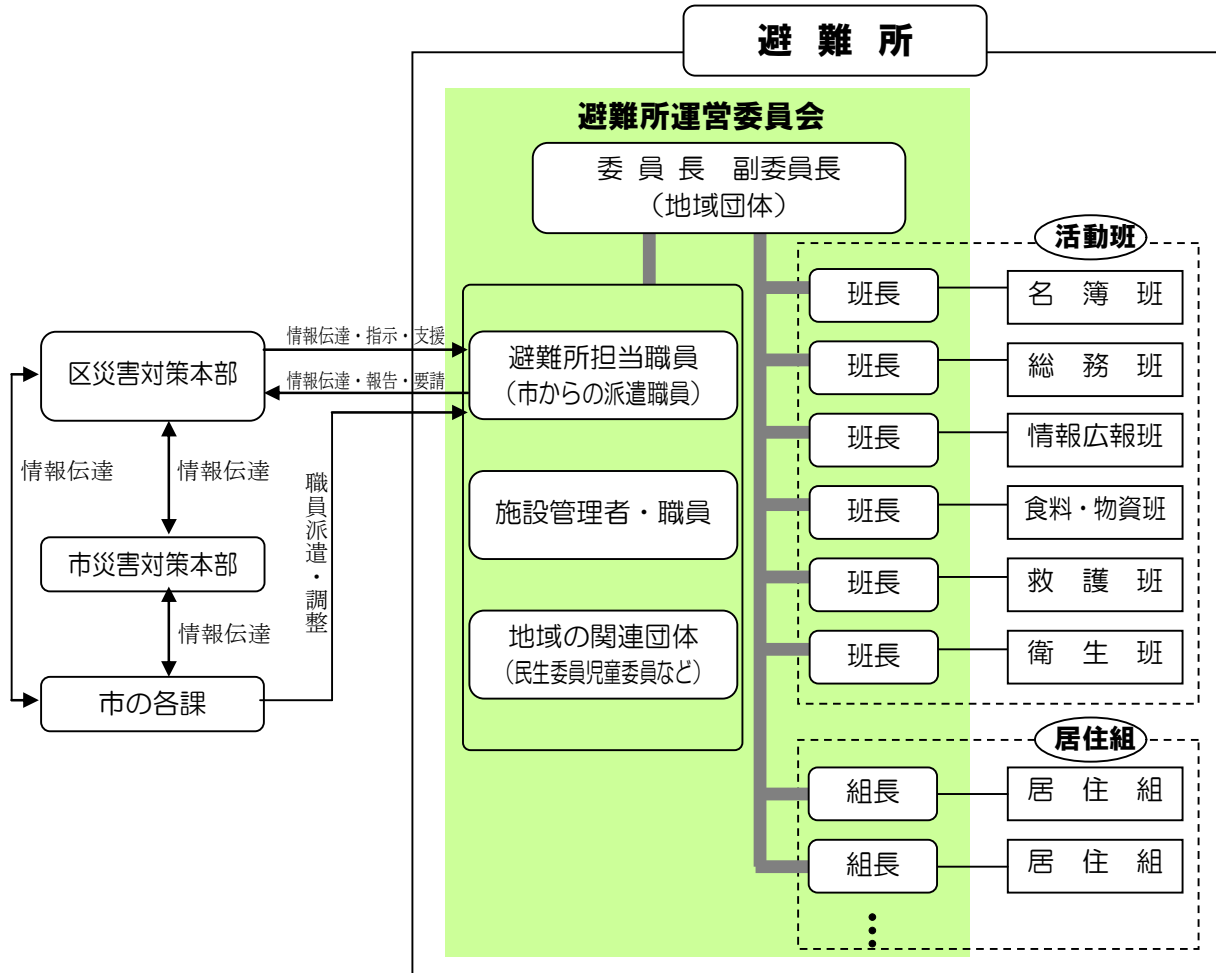 避 難 所
避難所運営委員会
委 員 長　副委員長
（地域団体）
活動班
班長
名 簿 班
班長
総 務 班
班長
情報広報班
班長
食料・物資班
班長
救 護 班
班長
衛 生 班
居住組
組長
居 住 組
組長
居 住 組
避難所担当職員
（市からの派遣職員）
施設管理者・職員
地域の関連団体
（民生委員児童委員など）
情報伝達・指示・支援
情報伝達・報告・要請
区災害対策本部
情報伝達
情報伝達
職員派遣・調整
市災害対策本部
情報伝達
市の各課